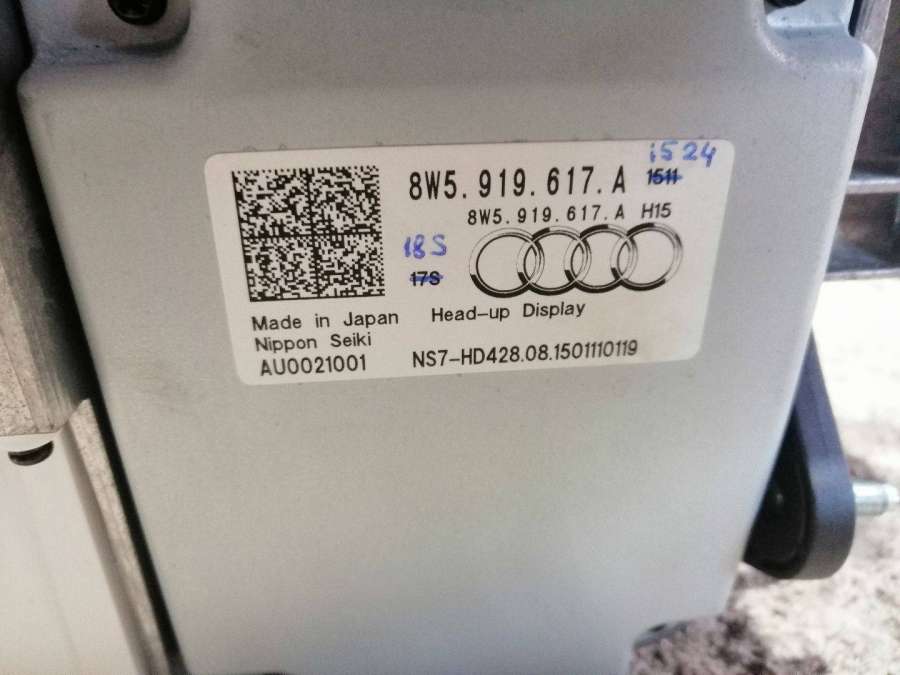 i524
8W5.919.617.A 1511
8W5.919.617.A H15
18S
17S
Made in Japan Head-up Display
Nippon Seiki
AU0021001 NS7-HD428.08.1501110119